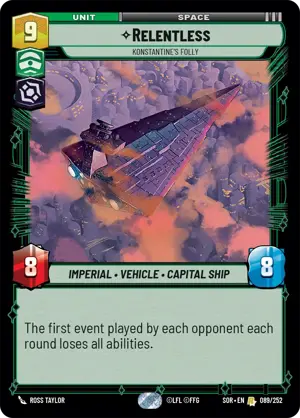 UNIT
SPACE
9
✧RELENTLESS
KONSTANTINE'S FOLLY
8
8
IMPERIAL • VEHICLE • CAPITAL SHIP
The first event played by each opponent each
round loses all abilities.
ROSS TAYLOR
©LFL ©FFG
SOR • EN
089/252